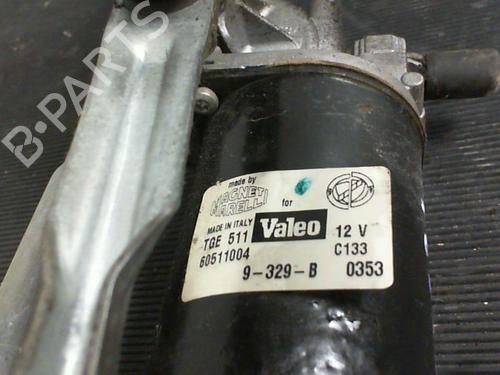 B-PARTS
made by
MAGNETI
MARELLI
for
MADE IN ITALY
Valeo
12 V
TGE 511
C133
60511004
9-329-B
0353